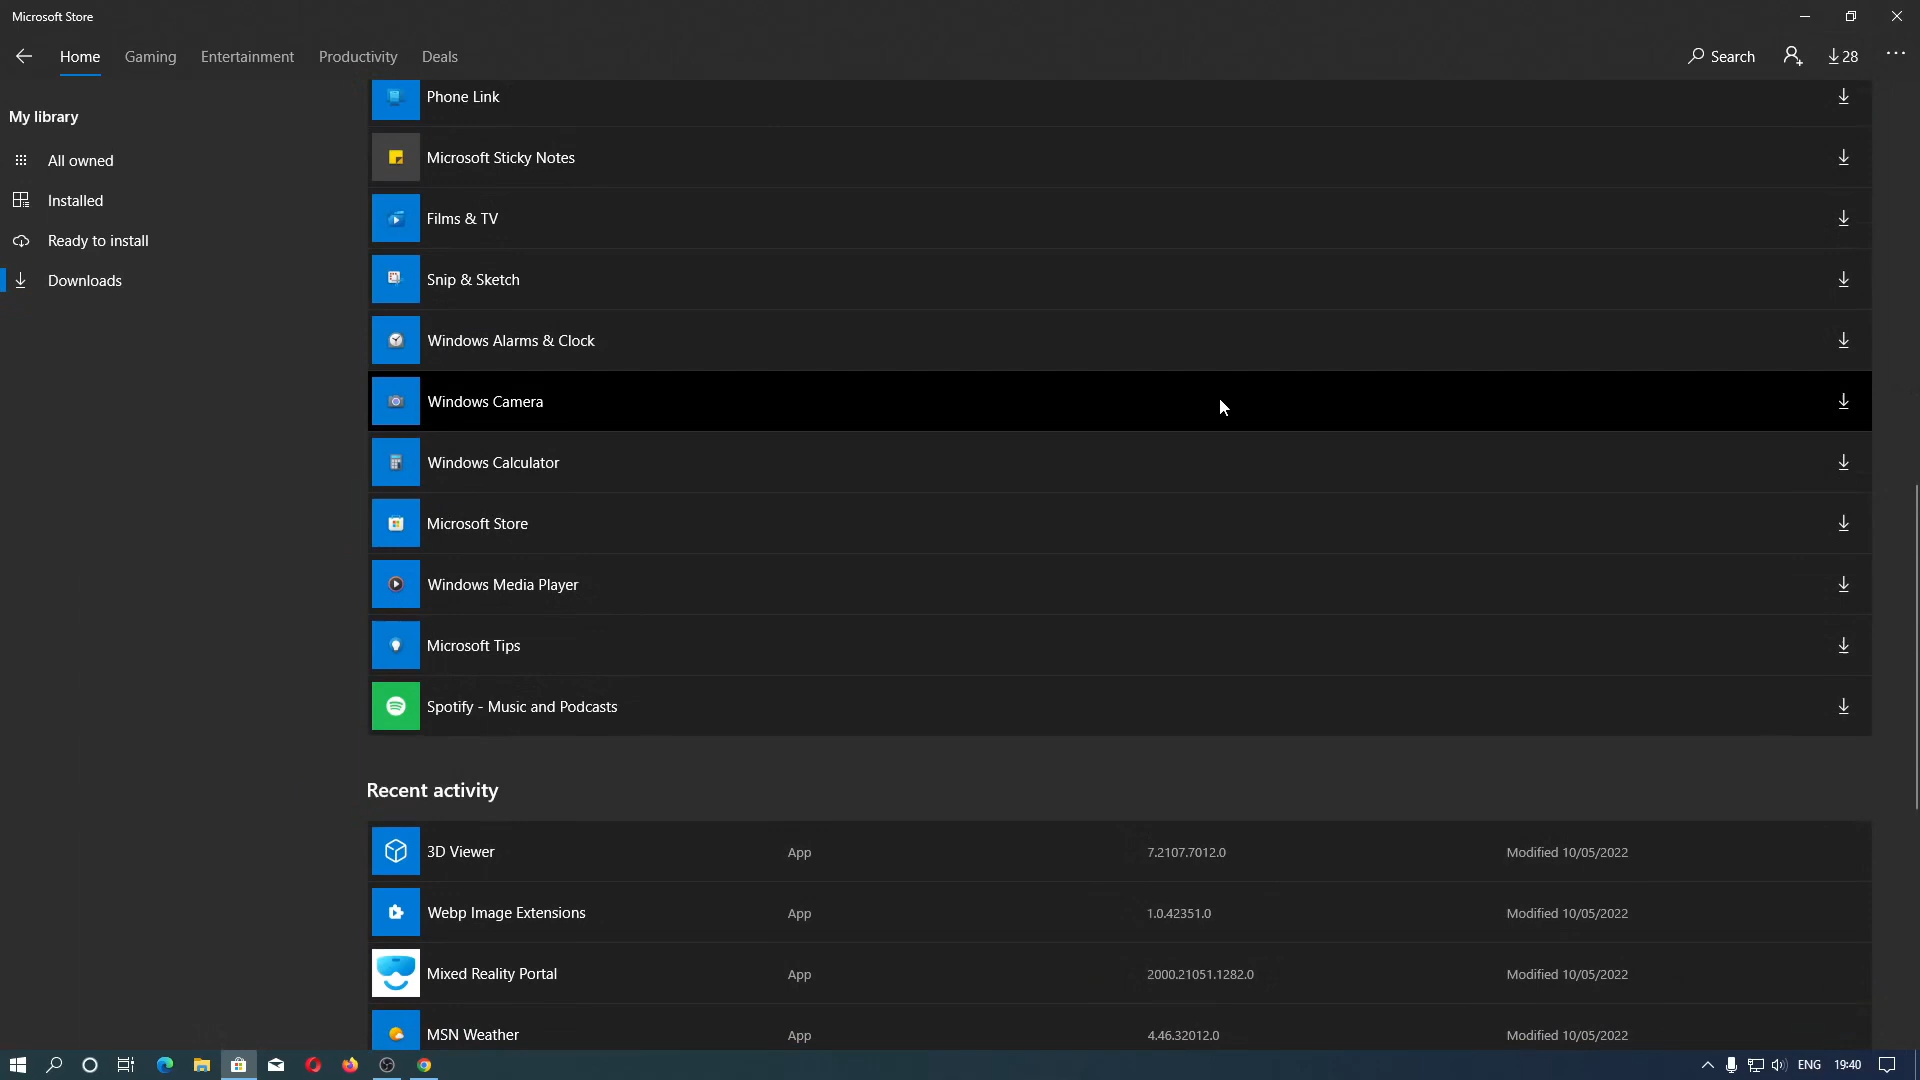 Microsoft Store
Home Gaming Entertainment Productivity Deals
Search 28
My library
All owned
Installed
Ready to install
Downloads
Phone Link
Microsoft Sticky Notes
Films & TV
Snip & Sketch
Windows Alarms & Clock
Windows Camera
Windows Calculator
Microsoft Store
Windows Media Player
Microsoft Tips
Spotify - Music and Podcasts
Recent activity
3D Viewer App 7.2107.7012.0 Modified 10/05/2022
Webp Image Extensions App 1.0.42351.0 Modified 10/05/2022
Mixed Reality Portal App 2000.21051.1282.0 Modified 10/05/2022
MSN Weather App 4.46.32012.0 Modified 10/05/2022
ENG 19:40